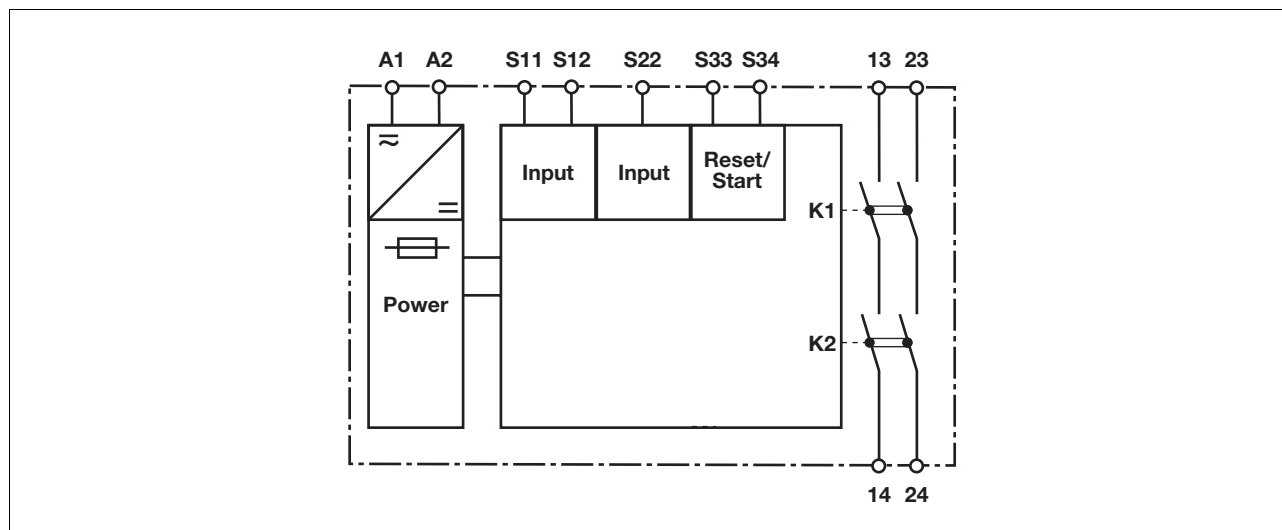 A1 A2 S11 S12 S22 S33 S34 13 23
Input Input Reset/
Start
K1
Power
K2
14 24